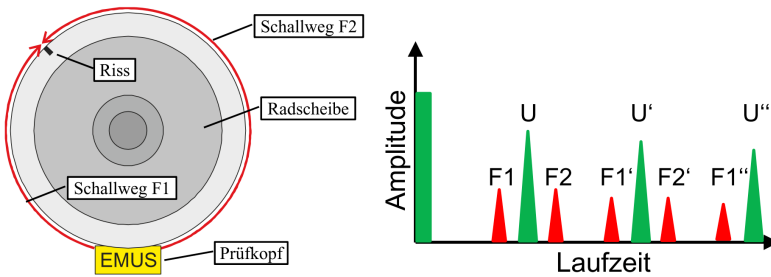 Schallweg F2
Riss
Radscheibe
Schallweg F1
EMUS
Prüfkopf
Amplitude
U
U‘
U‘‘
F1
F2
F1‘
F2‘
F1‘‘
Laufzeit